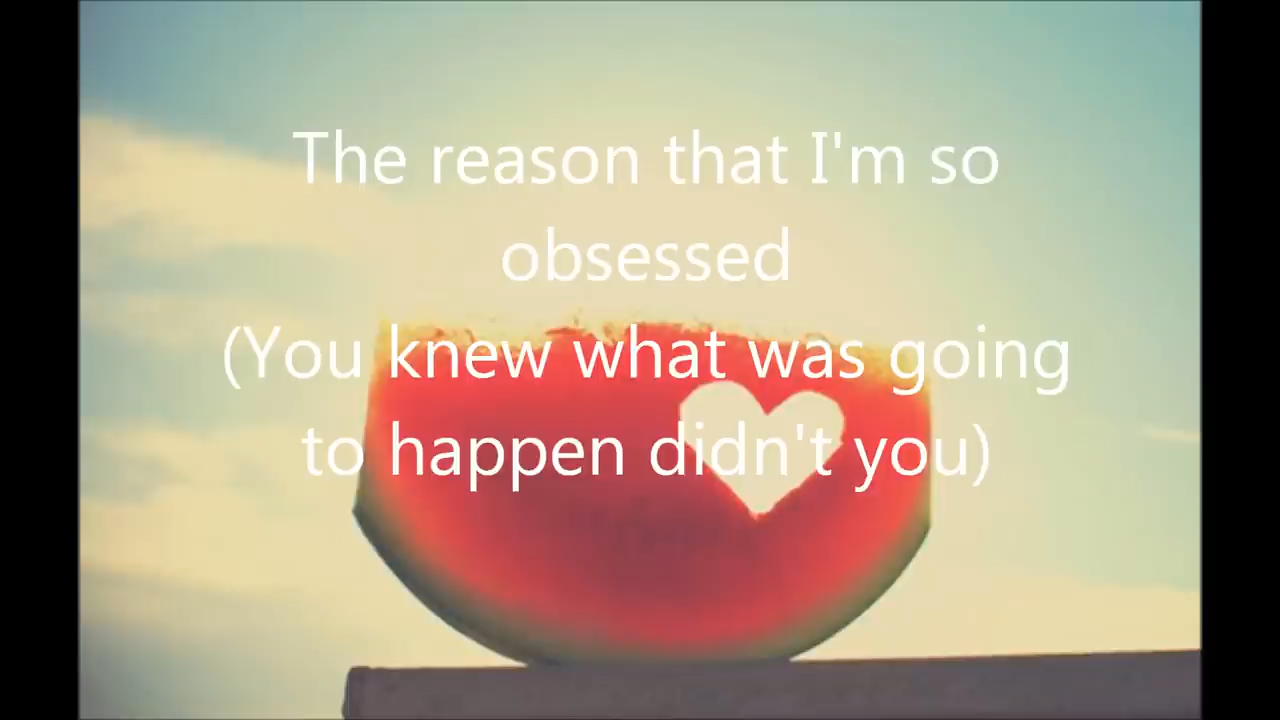 The reason that I'm so
obsessed
(You knew what was going
to happen didn't you)